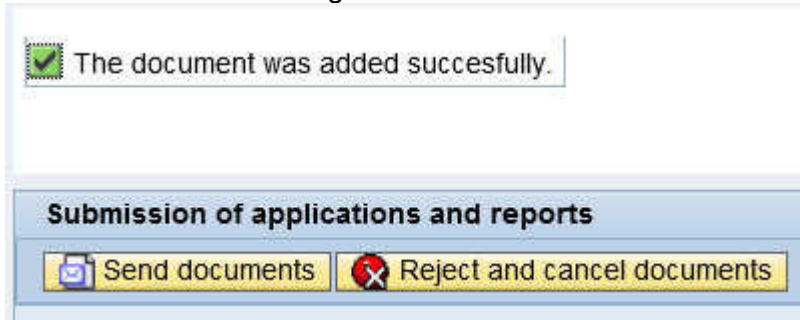 The document was added succesfully.
Submission of applications and reports
Send documents Reject and cancel documents